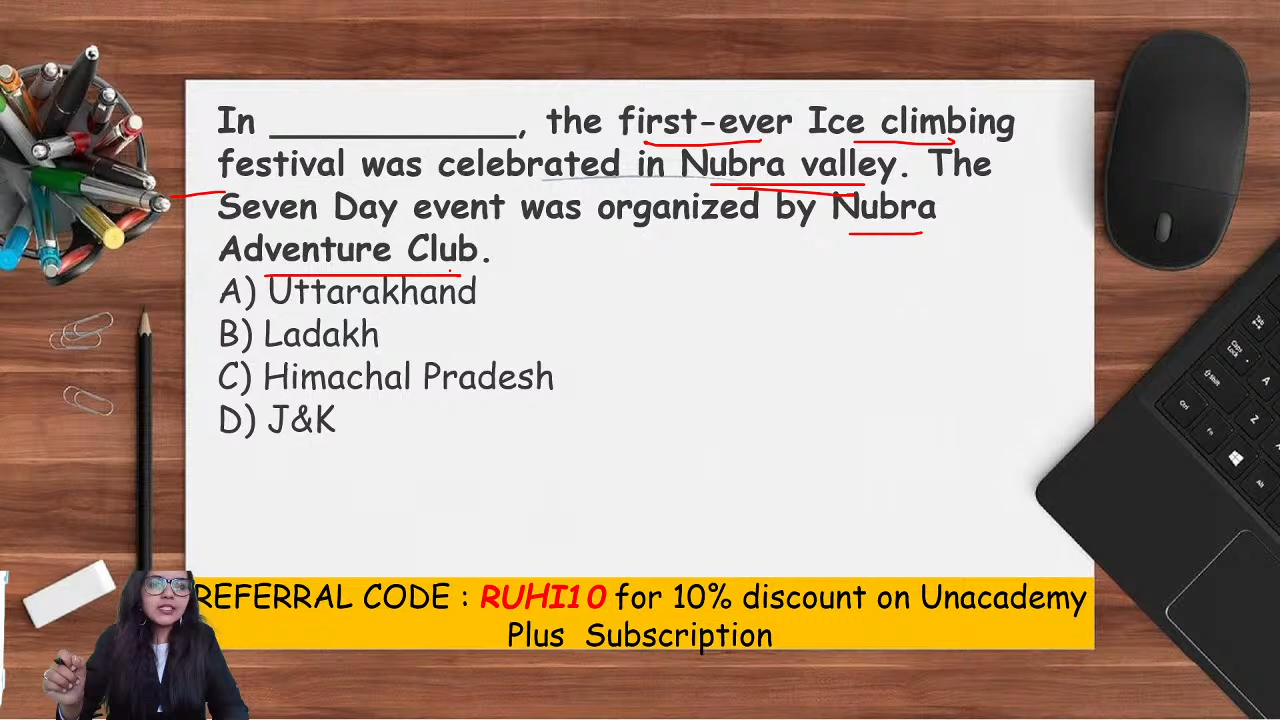 In ____________, the first-ever Ice climbing
festival was celebrated in Nubra valley. The
Seven Day event was organized by Nubra
Adventure Club.
A) Uttarakhand
B) Ladakh
C) Himachal Pradesh
D) J&K
REFERRAL CODE : RUHI10 for 10% discount on Unacademy
Plus Subscription